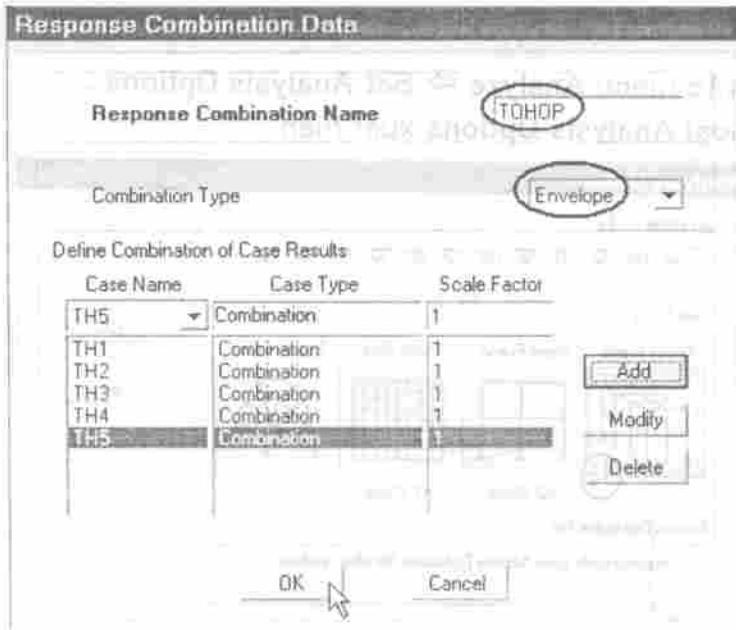 Response Combination Data
Response Combination Name TOHOP
Combination Type Envelope
Define Combination of Case Results
Case Name Case Type Scale Factor
TH5 Combination 1
TH1 Combination 1
TH2 Combination 1
TH3 Combination 1
TH4 Combination 1
TH5 Combination 1
Add
Modify
Delete
OK Cancel